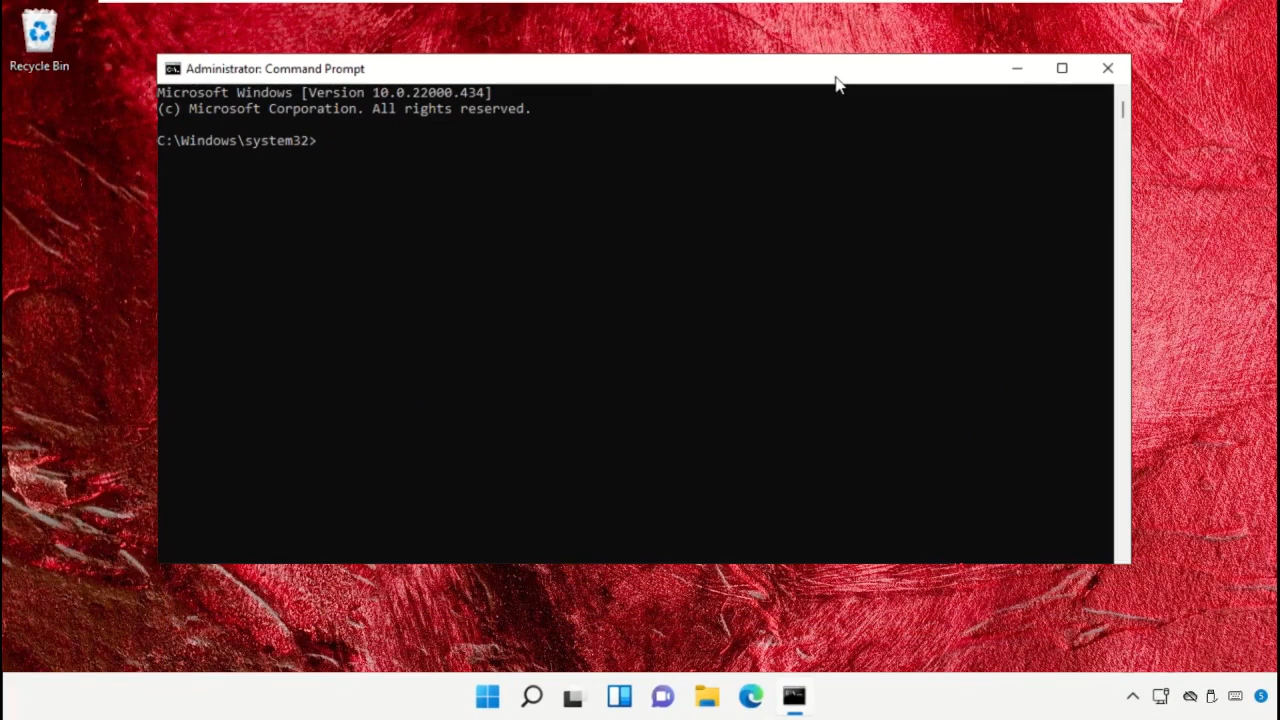 Recycle Bin
Administrator: Command Prompt
Microsoft Windows [Version 10.0.22000.434]
(c) Microsoft Corporation. All rights reserved.
C:\Windows\system32>
5